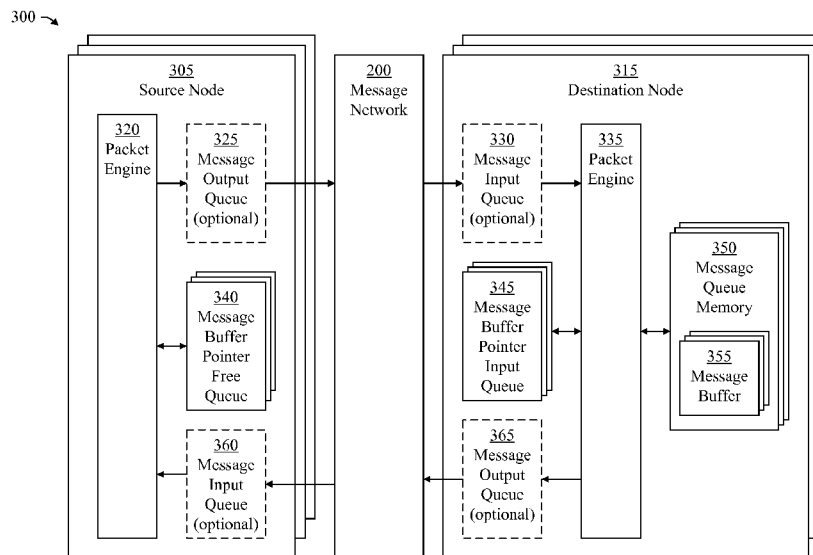 300
305
Source Node
320
Packet
Engine
325
Message
Output
Queue
(optional)
340
Message
Buffer
Pointer
Free
Queue
360
Message
Input
Queue
(optional)
200
Message
Network
315
Destination Node
330
Message
Input
Queue
(optional)
335
Packet
Engine
345
Message
Buffer
Pointer
Input
Queue
350
Message
Queue
Memory
355
Message
Buffer
365
Message
Output
Queue
(optional)